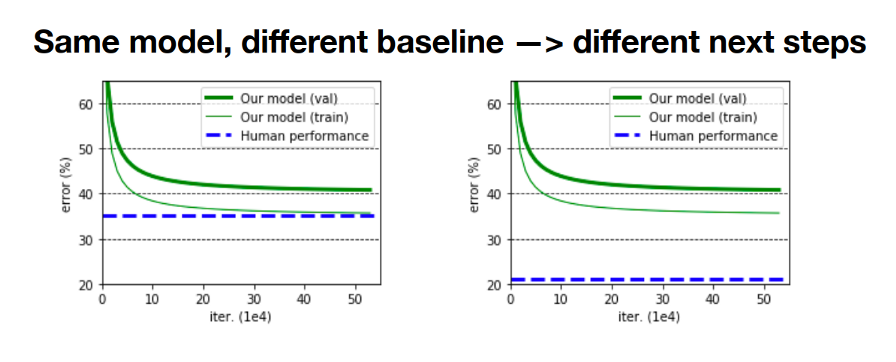 Same model, different baseline —> different next steps
60
50
40
30
20
error (%)
Our model (val)
Our model (train)
Human performance
0 10 20 30 40 50
iter. (1e4)
60
50
40
30
20
error (%)
Our model (val)
Our model (train)
Human performance
0 10 20 30 40 50
iter. (1e4)